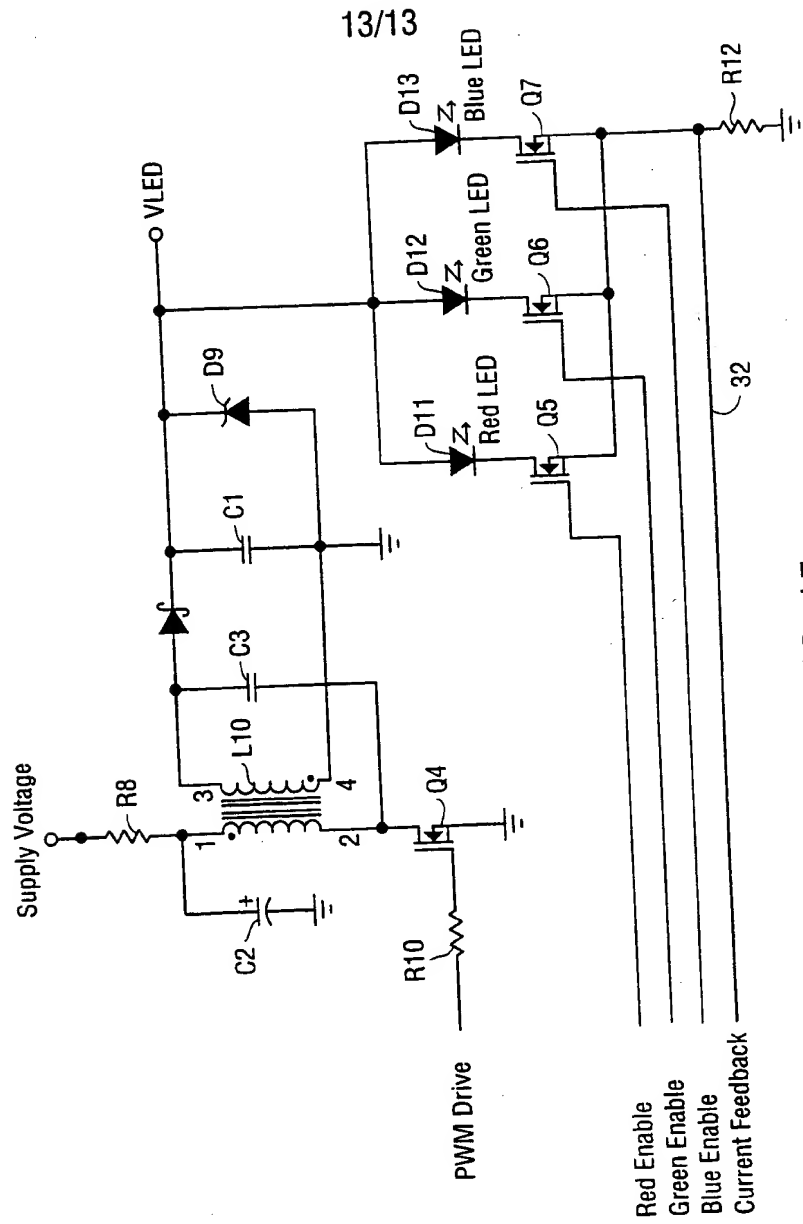 13/13
Supply Voltage
R8
VLED
C2
1
3
L10
2
4
C3
C1
D9
D11
Red LED
D12
Green LED
D13
Blue LED
Q4
Q5
Q6
Q7
R10
R12
PWM Drive
32
Red Enable
Green Enable
Blue Enable
Current Feedback